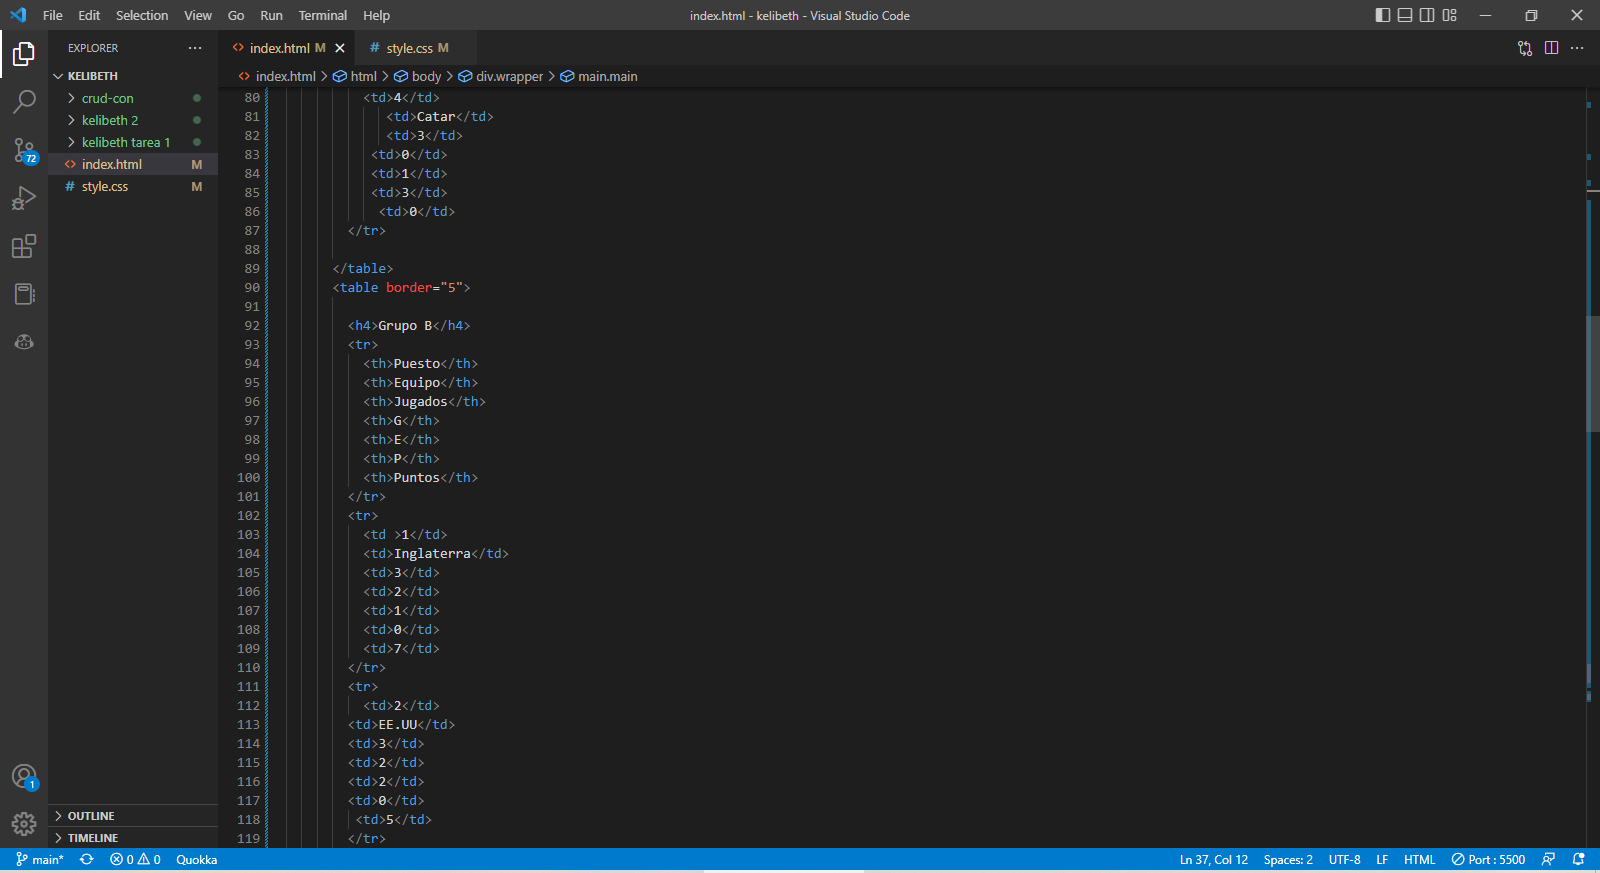 File Edit Selection View Go Run Terminal Help
index.html - kelibeth - Visual Studio Code
EXPLORER
KELIBETH
crud-con
kelibeth 2
kelibeth tarea 1
index.html M
style.css M
OUTLINE
TIMELINE
72
1
index.html M
style.css M
index.html > html > body > div.wrapper > main.main
80 <td>4</td>
81 <td>Catar</td>
82 <td>3</td>
83 <td>0</td>
84 <td>1</td>
85 <td>3</td>
86 <td>0</td>
87 </tr>
88
89 </table>
90 <table border="5">
91
92 <h4>Grupo B</h4>
93 <tr>
94 <th>Puesto</th>
95 <th>Equipo</th>
96 <th>Jugados</th>
97 <th>G</th>
98 <th>E</th>
99 <th>P</th>
100 <th>Puntos</th>
101 </tr>
102 <tr>
103 <td >1</td>
104 <td>Inglaterra</td>
105 <td>3</td>
106 <td>2</td>
107 <td>1</td>
108 <td>0</td>
109 <td>7</td>
110 </tr>
111 <tr>
112 <td>2</td>
113 <td>EE.UU</td>
114 <td>3</td>
115 <td>2</td>
116 <td>2</td>
117 <td>0</td>
118 <td>5</td>
119 </tr>
main* 0 0 Quokka
Ln 37, Col 12 Spaces: 2 UTF-8 LF HTML Port : 5500